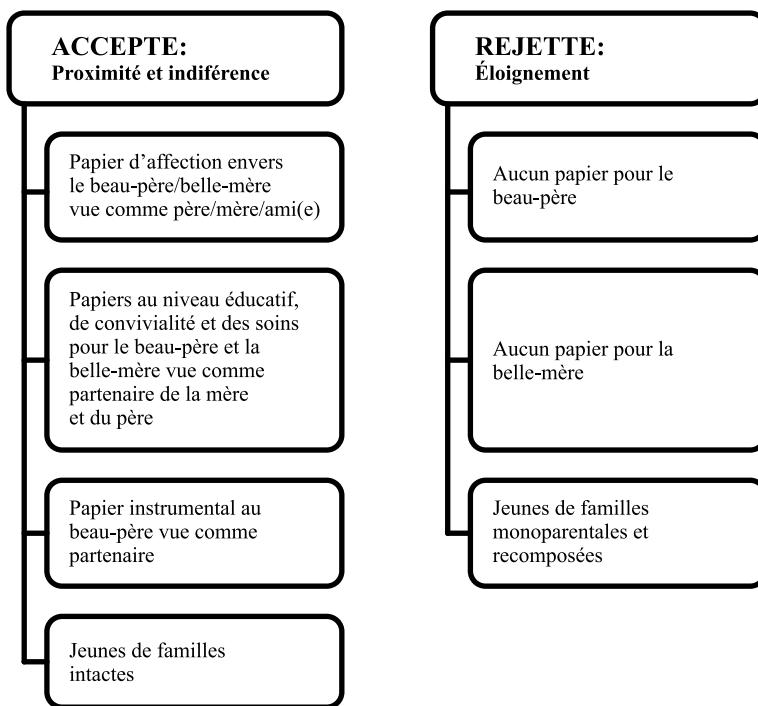 ACCEPTE:
Proximité et indiférence
Papier d’affection envers
le beau-père/belle-mère
vue comme père/mère/ami(e)
Papiers au niveau éducatif,
de convivialité et des soins
pour le beau-père et la
belle-mère vue comme
partenaire de la mère
et du père
Papier instrumental au
beau-père vue comme
partenaire
Jeunes de familles
intactes
REJETTE:
Éloignement
Aucun papier pour le
beau-père
Aucun papier pour la
belle-mère
Jeunes de familles
monoparentales et
recomposées